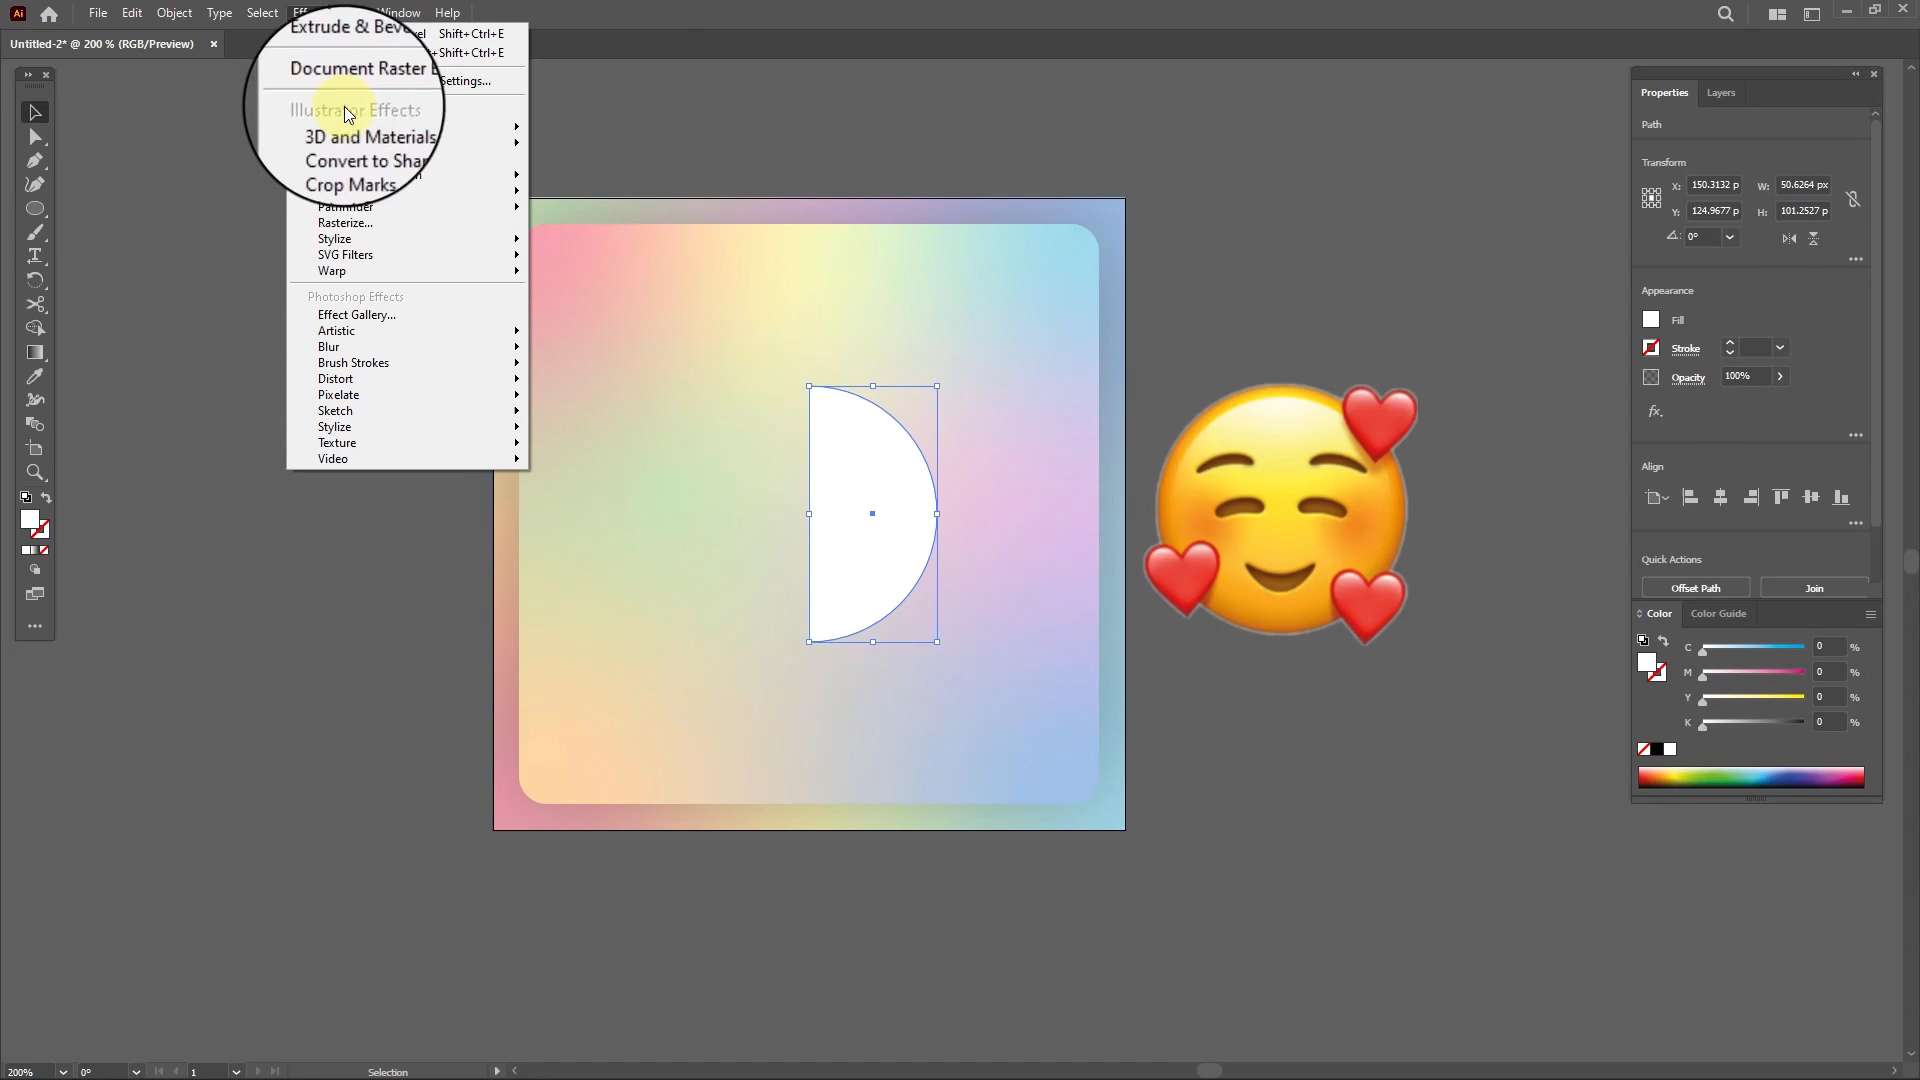 Ai File Edit Object Type Select Window Help
Untitled-2* @ 200 % (RGB/Preview)
Extrude & Shift+Ctrl+E
+Shift+Ctrl+E
Document Raster Settings...
Illustrator Effects
3D and Materials
Convert to
Crop Marks
Pathfinder
Rasterize...
Stylize
SVG Filters
Warp
Photoshop Effects
Effect Gallery...
Artistic
Blur
Brush Strokes
Distort
Pixelate
Sketch
Stylize
Texture
Video
Properties Layers
Path
Transform
X: 150.3132 p W: 50.6264 px
Y: 124.9677 p H: 101.2527 p
0°
Appearance
Fill
Stroke
Opacity 100%
fx.
Align
Quick Actions
Offset Path Join
Color Color Guide
C 0 %
M 0 %
Y 0 %
K 0 %
200% 0° 1 Selection